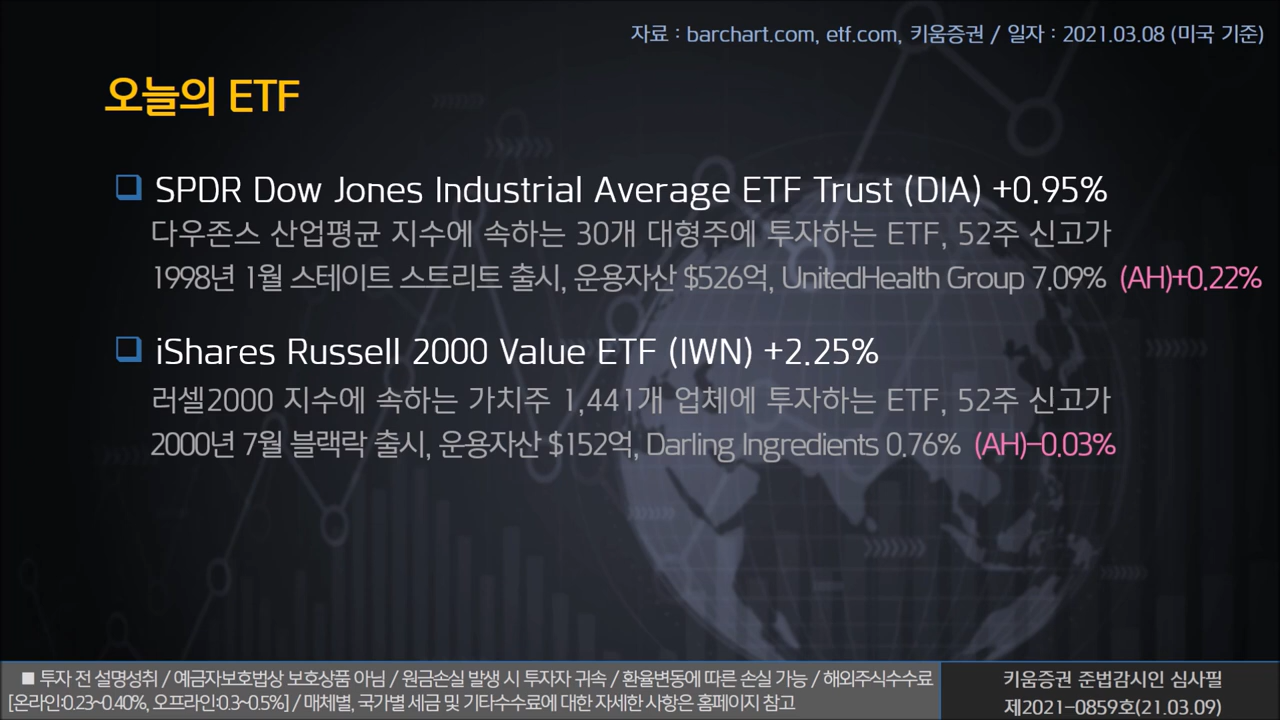 자료 : barchart.com, etf.com, 키움증권 / 일자 : 2021.03.08 (미국 기준)
오늘의 ETF
❑ SPDR Dow Jones Industrial Average ETF Trust (DIA) +0.95%
다우존스 산업평균 지수에 속하는 30개 대형주에 투자하는 ETF, 52주 신고가
1998년 1월 스테이트 스트리트 출시, 운용자산 $526억, UnitedHealth Group 7.09% (AH)+0.22%
❑ iShares Russell 2000 Value ETF (IWN) +2.25%
러셀2000 지수에 속하는 가치주 1,441개 업체에 투자하는 ETF, 52주 신고가
2000년 7월 블랙락 출시, 운용자산 $152억, Darling Ingredients 0.76% (AH)-0.03%
■ 투자 전 설명성취 / 예금자보호법상 보호상품 아님 / 원금손실 발생 시 투자자 귀속 / 환율변동에 따른 손실 가능 / 해외주식수수료
[온라인:0.23~0.40%, 오프라인:0.3~0.5%] / 매체별, 국가별 세금 및 기타수수료에 대한 자세한 사항은 홈페이지 참고
키움증권 준법감시인 심사필
제2021-0859호(21.03.09)